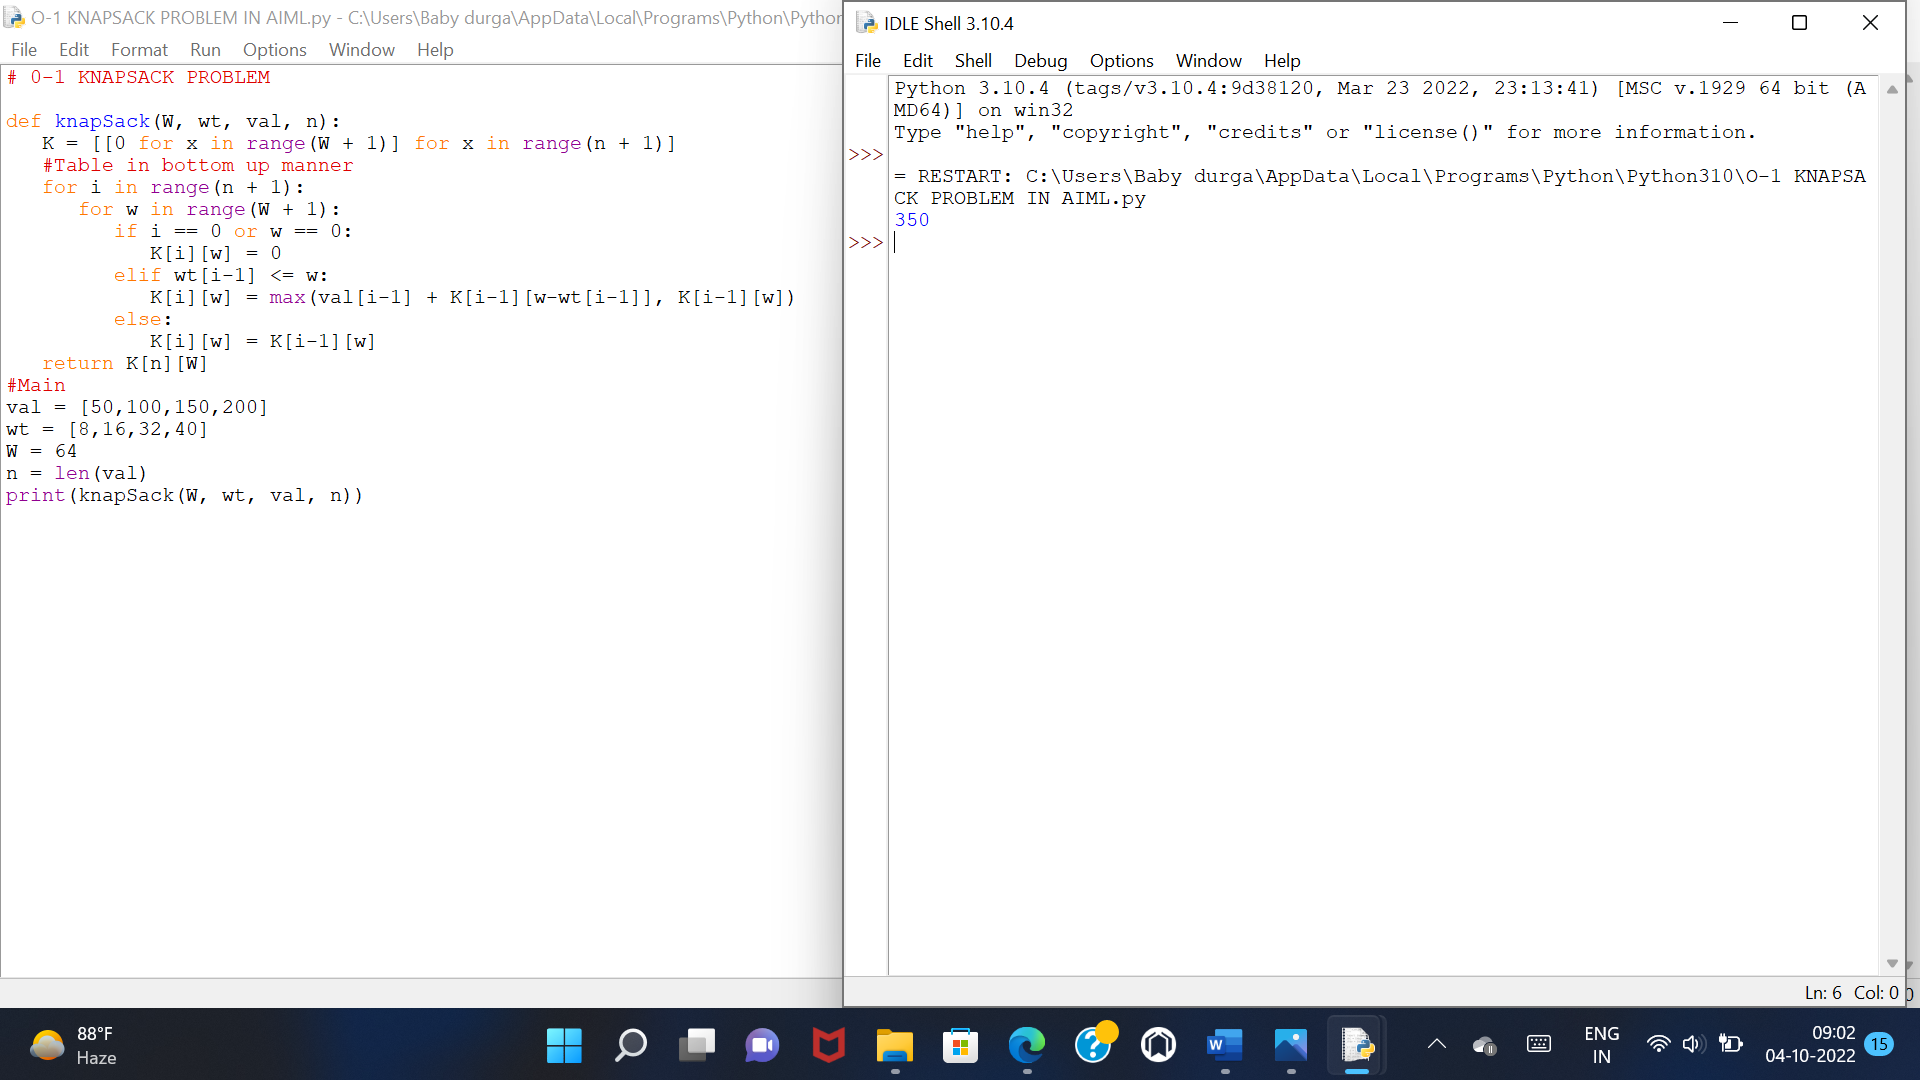 O-1 KNAPSACK PROBLEM IN AIML.py - C:\Users\Baby durga\AppData\Local\Programs\Python\Python
File Edit Format Run Options Window Help
# 0-1 KNAPSACK PROBLEM
def knapSack(W, wt, val, n):
   K = [[0 for x in range(W + 1)] for x in range(n + 1)]
   #Table in bottom up manner
   for i in range(n + 1):
      for w in range(W + 1):
         if i == 0 or w == 0:
            K[i][w] = 0
         elif wt[i-1] <= w:
            K[i][w] = max(val[i-1] + K[i-1][w-wt[i-1]], K[i-1][w])
         else:
            K[i][w] = K[i-1][w]
   return K[n][W]
#Main
val = [50,100,150,200]
wt = [8,16,32,40]
W = 64
n = len(val)
print(knapSack(W, wt, val, n))
IDLE Shell 3.10.4
File Edit Shell Debug Options Window Help
Python 3.10.4 (tags/v3.10.4:9d38120, Mar 23 2022, 23:13:41) [MSC v.1929 64 bit (A
MD64)] on win32
Type "help", "copyright", "credits" or "license()" for more information.
>>>
= RESTART: C:\Users\Baby durga\AppData\Local\Programs\Python\Python310\O-1 KNAPSA
CK PROBLEM IN AIML.py
350
>>>
Ln: 6 Col: 0
88°F
Haze
ENG
IN
09:02
04-10-2022
15